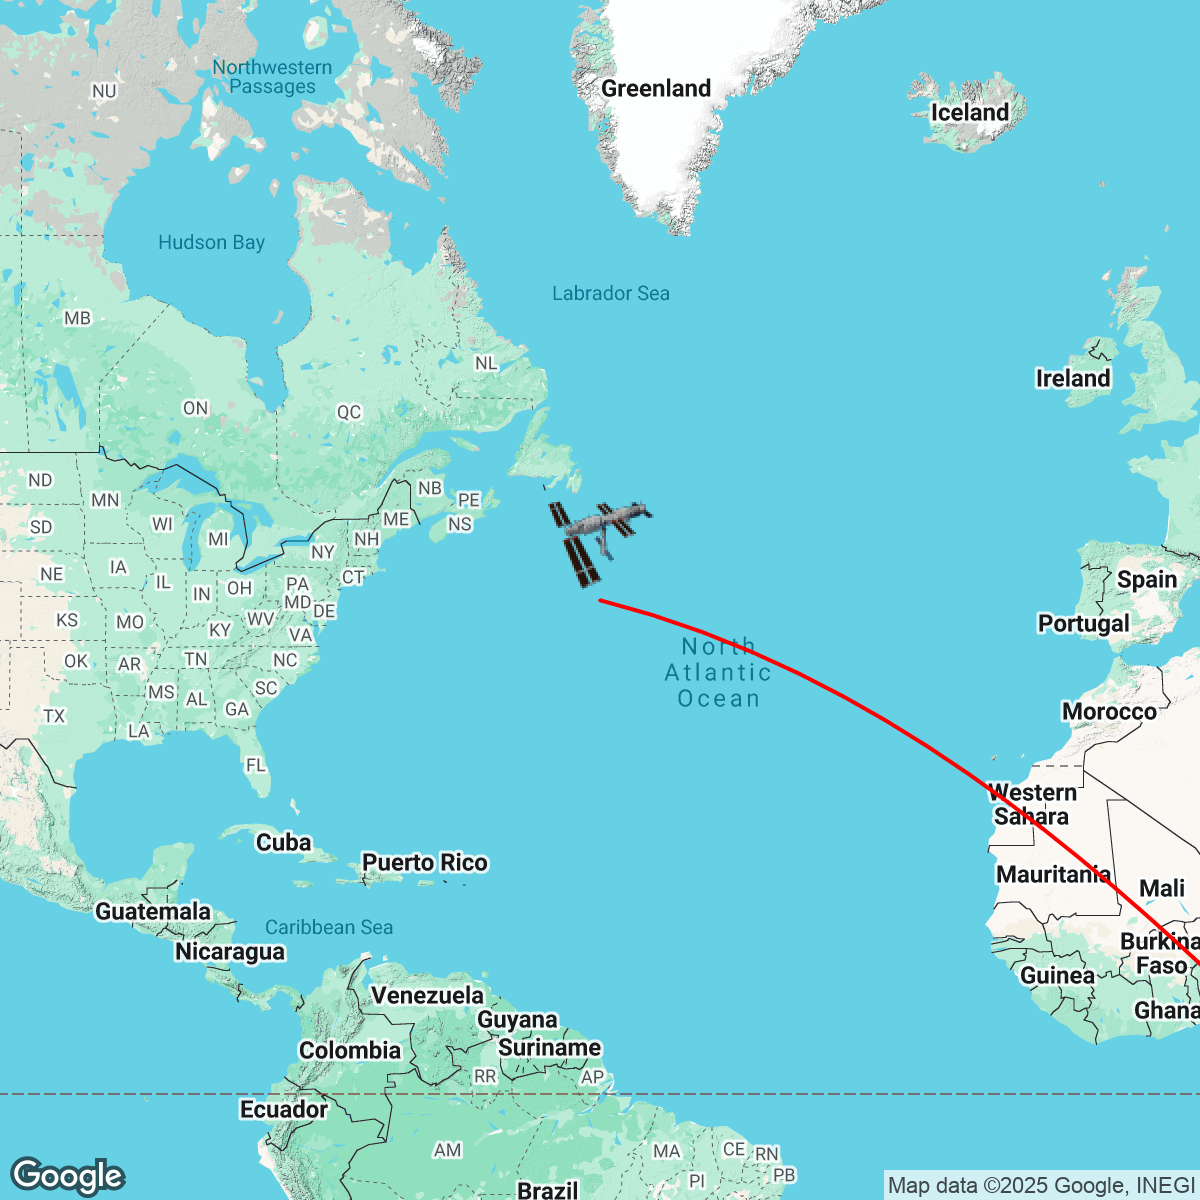 Northwestern
Passages
NU
Greenland
Iceland
Hudson Bay
Labrador Sea
MB
NL
Ireland
ON
QC
ND
MN
NB
PE
SD
WI
MI
ME
NS
NY
NH
NE
IA
IL
IN
OH
PA
CT
Spain
MD
DE
KS
MO
KY
WV
VA
Portugal
OK
AR
TN
NC
North
Atlantic
Ocean
MS
AL
SC
GA
TX
LA
Morocco
FL
Western
Sahara
Cuba
Puerto Rico
Mauritania
Mali
Guatemala
Caribbean Sea
Nicaragua
Burkina
Faso
Guinea
Venezuela
Ghana
Guyana
Suriname
Colombia
RR
AP
Ecuador
AM
MA
CE
RN
PI
PB
Brazil
Google
Map data ©2025 Google, INEGI